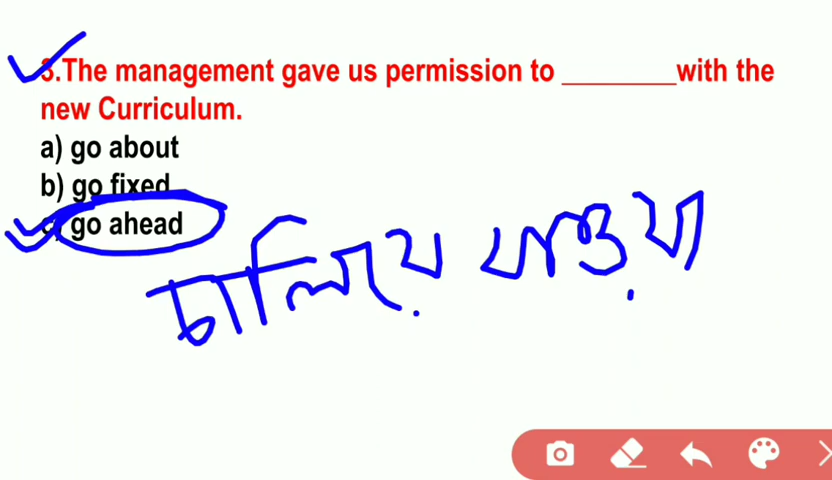 3.The management gave us permission to ________with the
new Curriculum.
a) go about
b) go fixed
c) go ahead
চালিয়ে যাওয়া